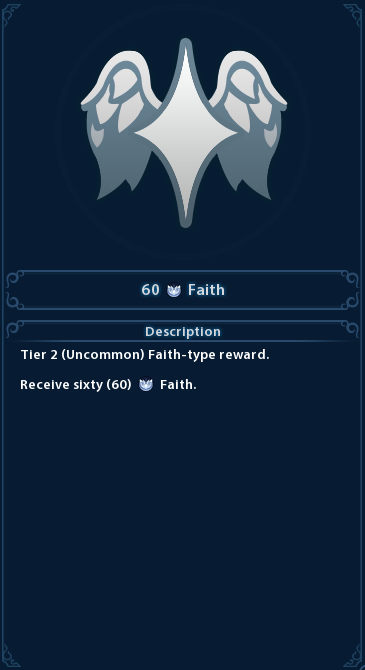 60 Faith
Description
Tier 2 (Uncommon) Faith-type reward.
Receive sixty (60) Faith.